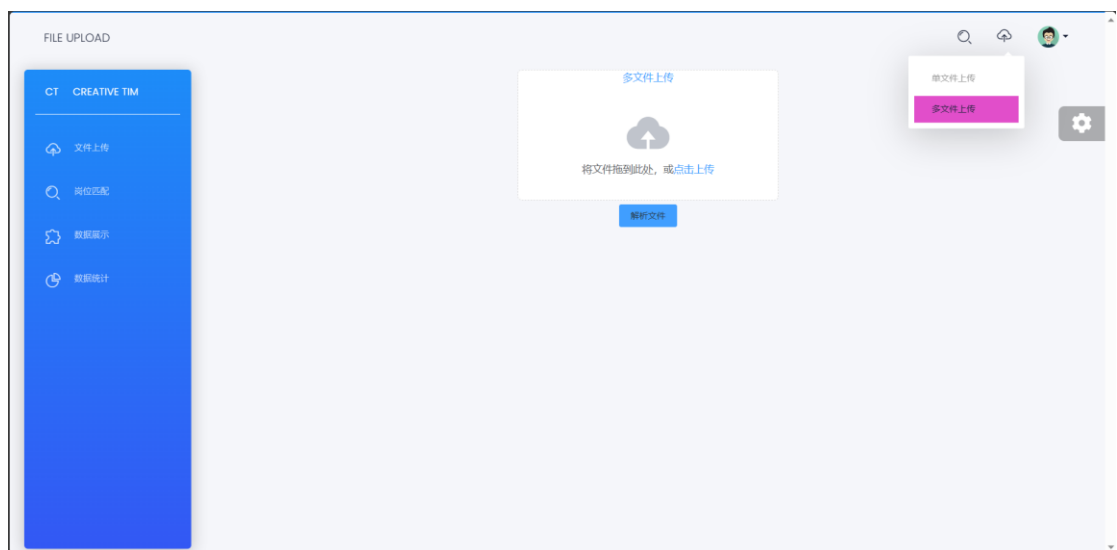 FILE UPLOAD
CT CREATIVE TIM
文件上传
岗位匹配
数据展示
数据统计
多文件上传
将文件拖到此处，或点击上传
解析文件
单文件上传
多文件上传